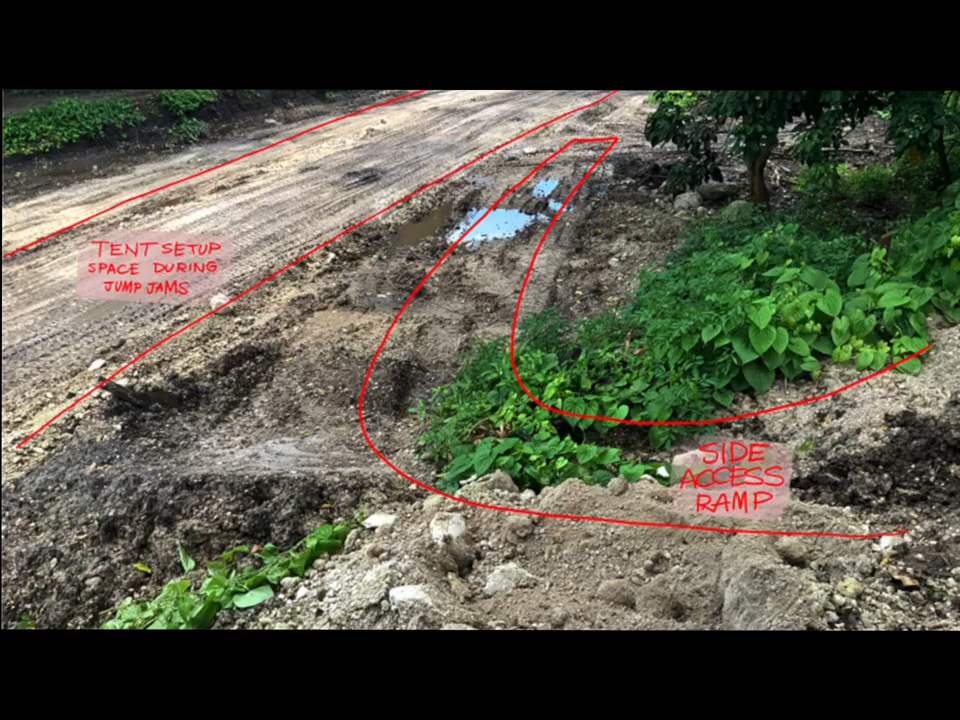 TENT SETUP
SPACE DURING
JUMP JAMS
SIDE
ACCESS
RAMP